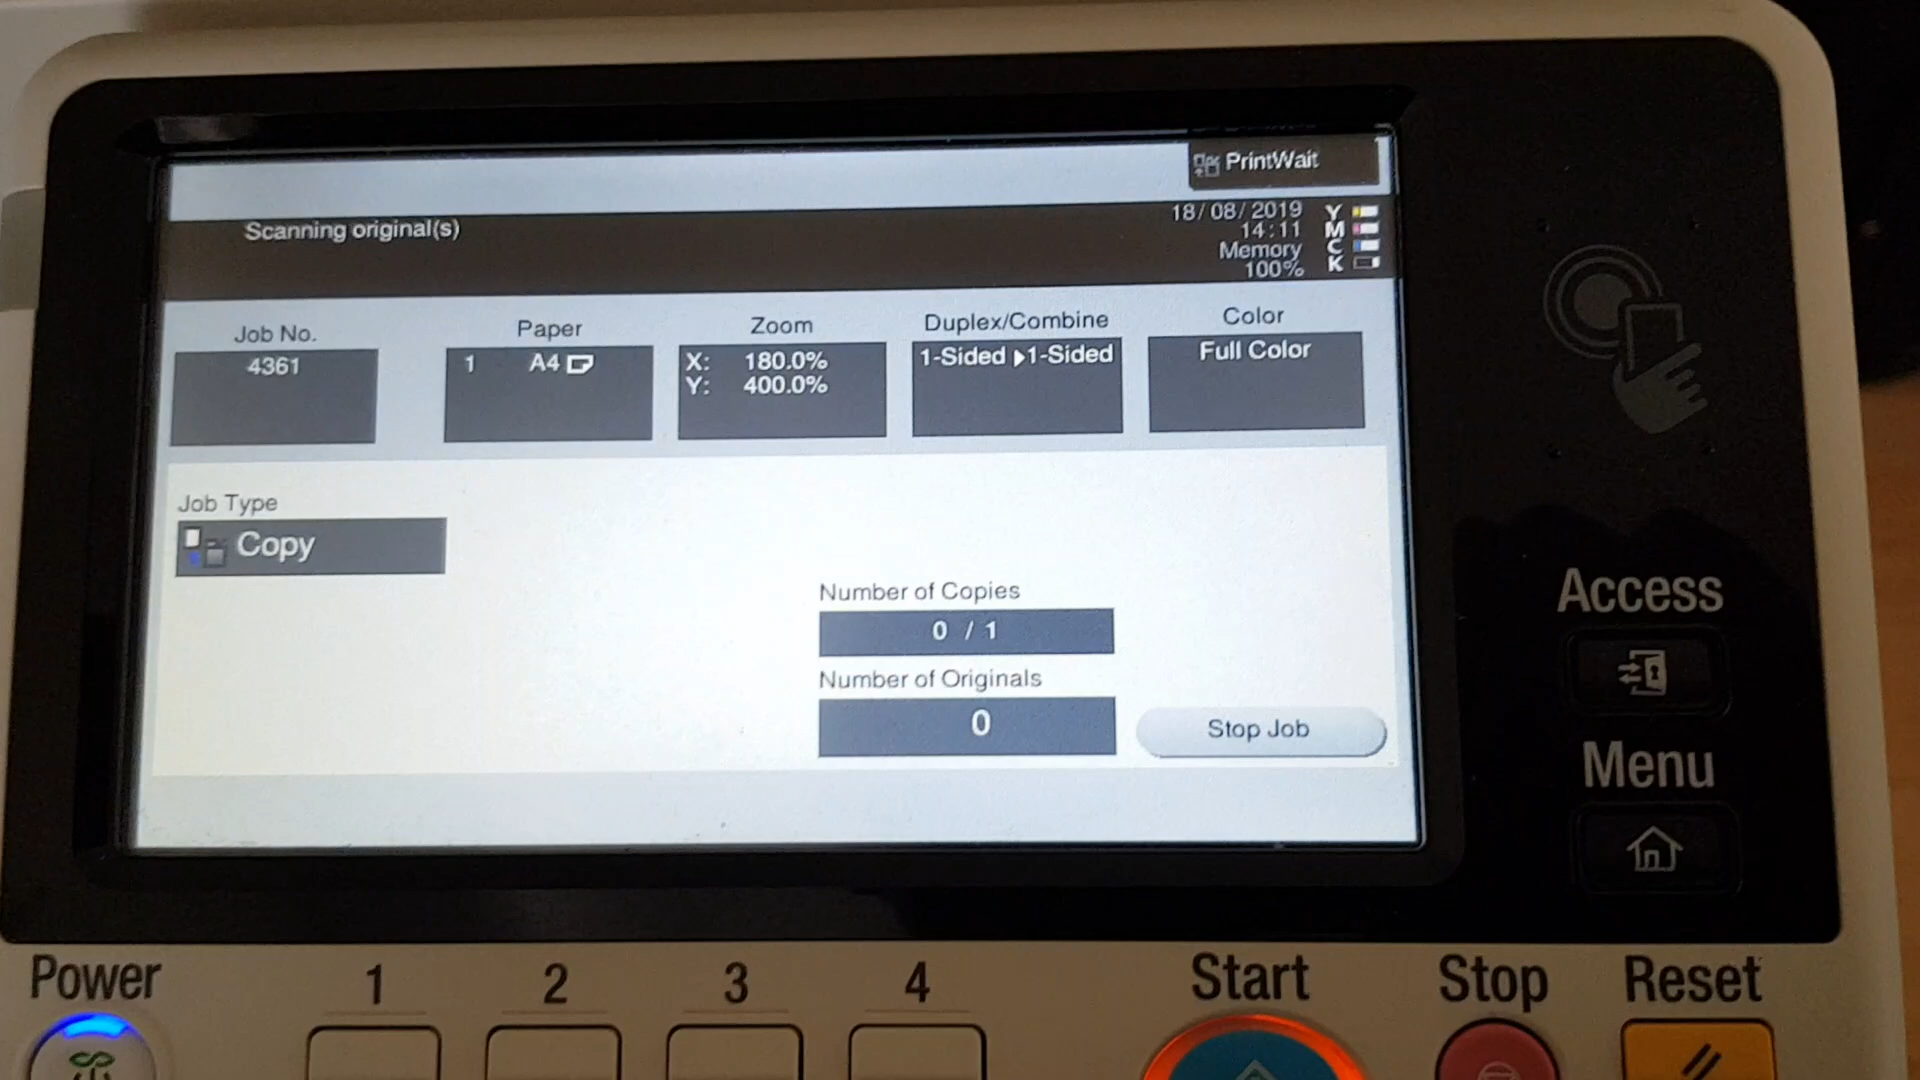 PrintWait
Scanning original(s)
18/08/2019
14:11
Memory
100%
Y
M
C
K
Job No.
4361
Paper
1 A4
Zoom
X: 180.0%
Y: 400.0%
Duplex/Combine
1-Sided ▶1-Sided
Color
Full Color
Job Type
Copy
Number of Copies
0 / 1
Number of Originals
0
Stop Job
Access
Menu
Power
1
2
3
4
Start
Stop
Reset